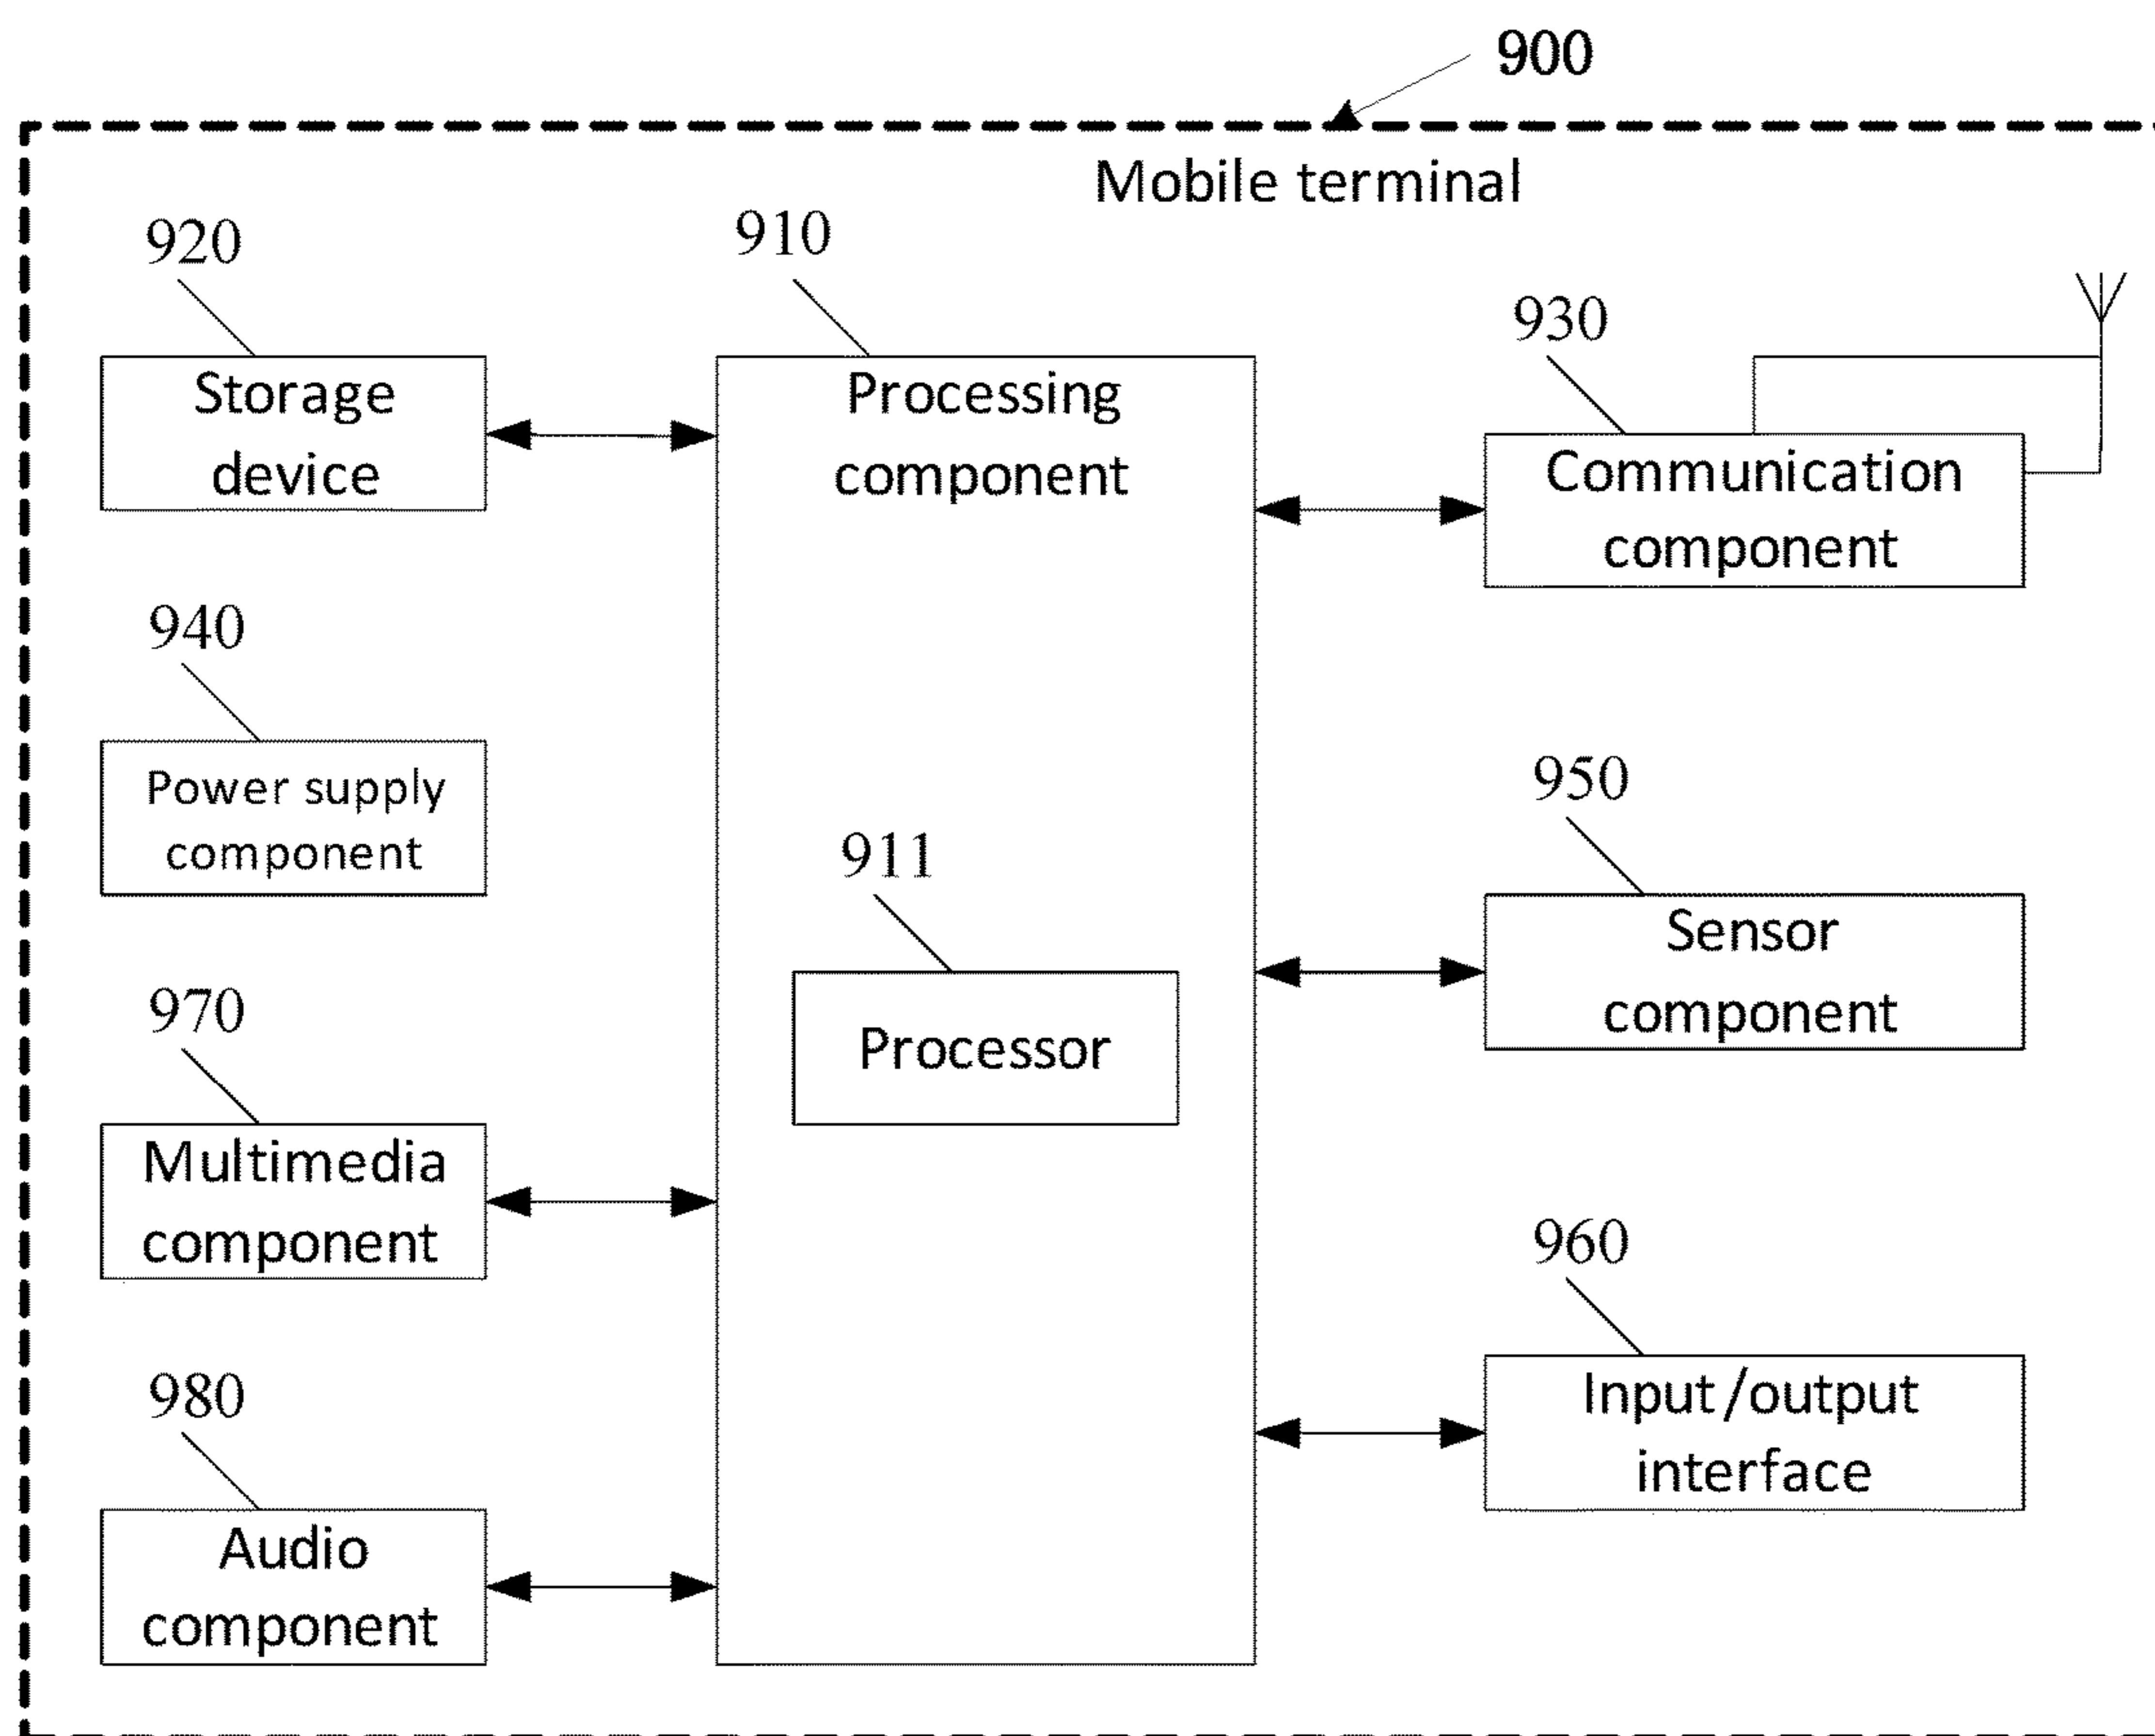 900
Mobile terminal
920
910
930
Storage
device
Processing
component
Communication
component
940
Power supply
component
950
Sensor
component
911
Processor
970
Multimedia
component
960
Input/output
interface
980
Audio
component